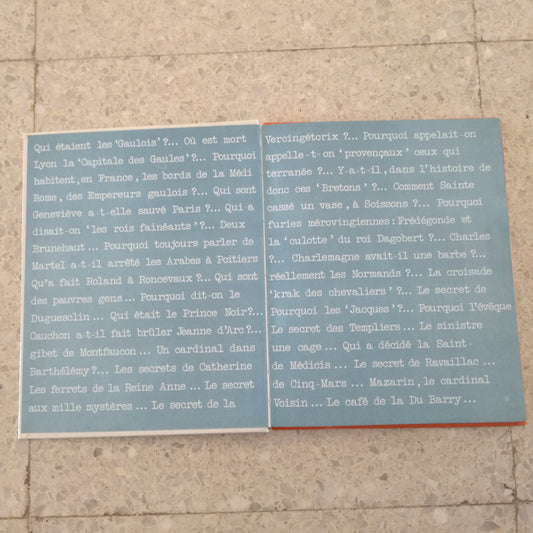 Qui étaient les 'Gaulois' ?... Où est mort Vercingétorix ?... Pourquoi appelait-on
Lyon la 'Capitale des Gaules' ?... Pourquoi appelle-t-on 'provençaux' ceux qui
habitent, en France, les bords de la Médi terranée ?... Y-a-t-il, dans l'histoire de
Rome, des Empereurs gaulois ?... Qui sont donc ces 'Bretons' ?... Comment Sainte
Geneviève a-t-elle sauvé Paris ?... Qui a cassé un vase, à Soissons ?... Pourquoi
disait-on 'les rois fainéants' ?... Deux furies mérovingiennes : Frédégonde et
Brunehaut... Pourquoi toujours parler de la 'culotte' du roi Dagobert ?... Charles
Martel a-t-il arrêté les Arabes à Poitiers ?... Charlemagne avait-il une barbe ?...
Qu'a fait Roland à Roncevaux ?... Qui sont réellement les Normands ?... La croisade
des pauvres gens... Pourquoi dit-on le 'krak des chevaliers' ?... Le secret de
Duguesclin... Qui était le Prince Noir ?... Pourquoi les 'Jacques' ?... Pourquoi l'évêque
Cauchon a-t-il fait brûler Jeanne d'Arc ?... Le secret des Templiers... Le sinistre
gibet de Montfaucon... Un cardinal dans une cage... Qui a décidé la Saint-
Barthélémy ?... Les secrets de Catherine de Médicis... Le secret de Ravaillac...
Les ferrets de la Reine Anne... Le secret de Cinq-Mars... Mazarin, le cardinal
aux mille mystères... Le secret de la Voisin... Le café de la Du Barry...